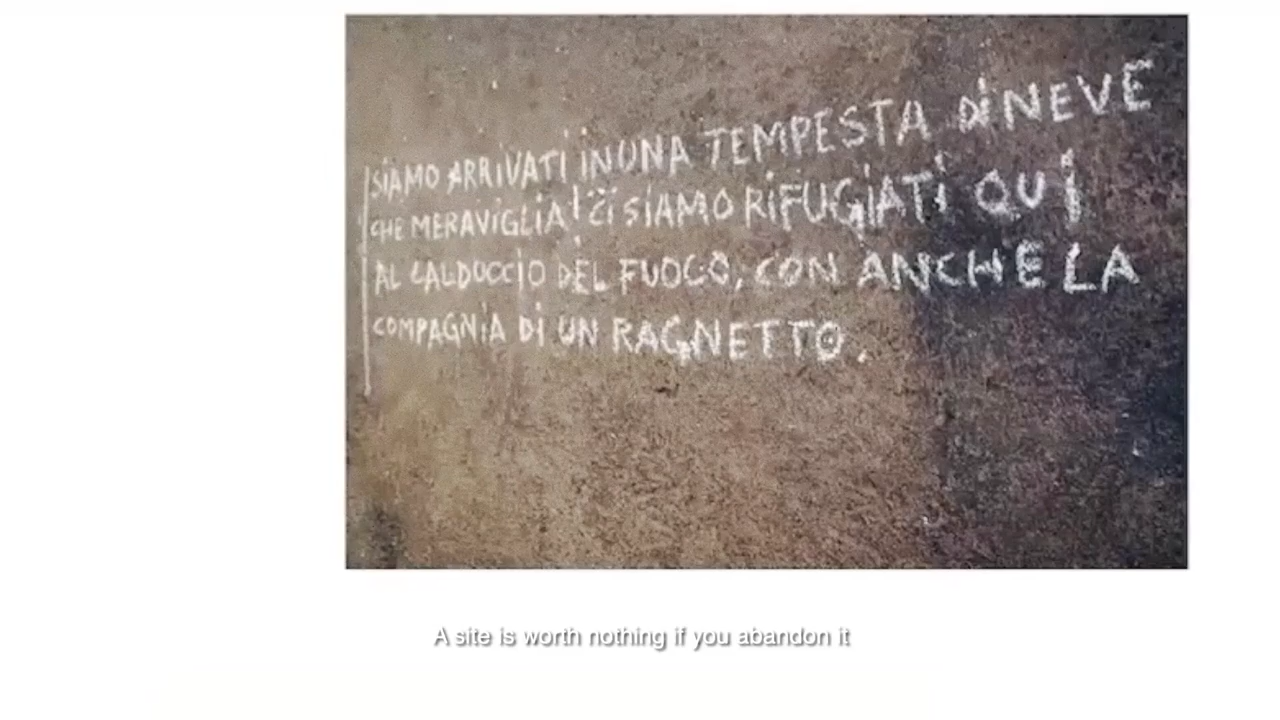 SIAMO ARRIVATI IN UNA TEMPESTA DI NEVE
CHE MERAVIGLIA! CI SIAMO RIFUGIATI QUI
AL CALDUCCIO DEL FUOCO, CON ANCHE LA
COMPAGNIA DI UN RAGNETTO.
A site is worth nothing if you abandon it